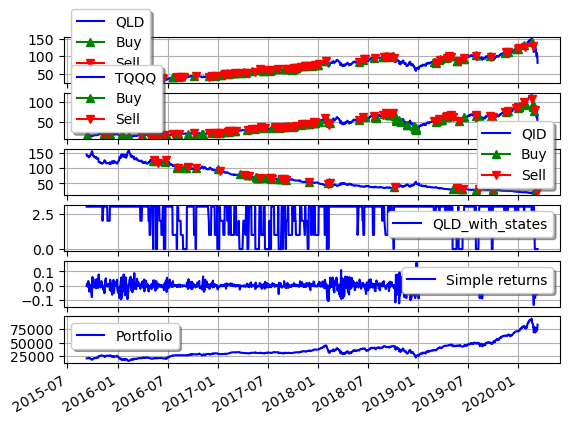 QLD
Buy
Sell
150
100
50
TQQQ
Buy
Sell
100
50
QID
Buy
Sell
150
100
50
QLD_with_states
2.5
0.0
Simple returns
0.1
0.0
−0.1
Portfolio
75000
50000
25000
2015-07
2016-01
2016-07
2017-01
2017-07
2018-01
2018-07
2019-01
2019-07
2020-01